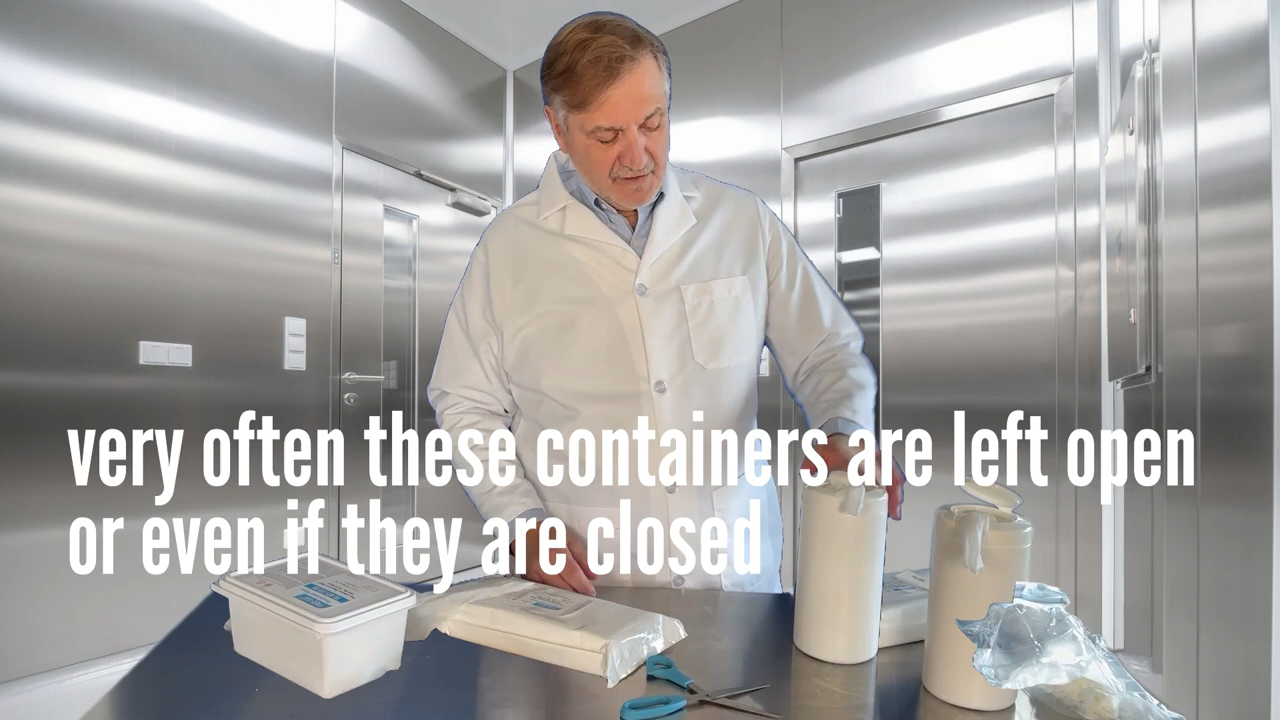 very often these containers are left open
or even if they are closed